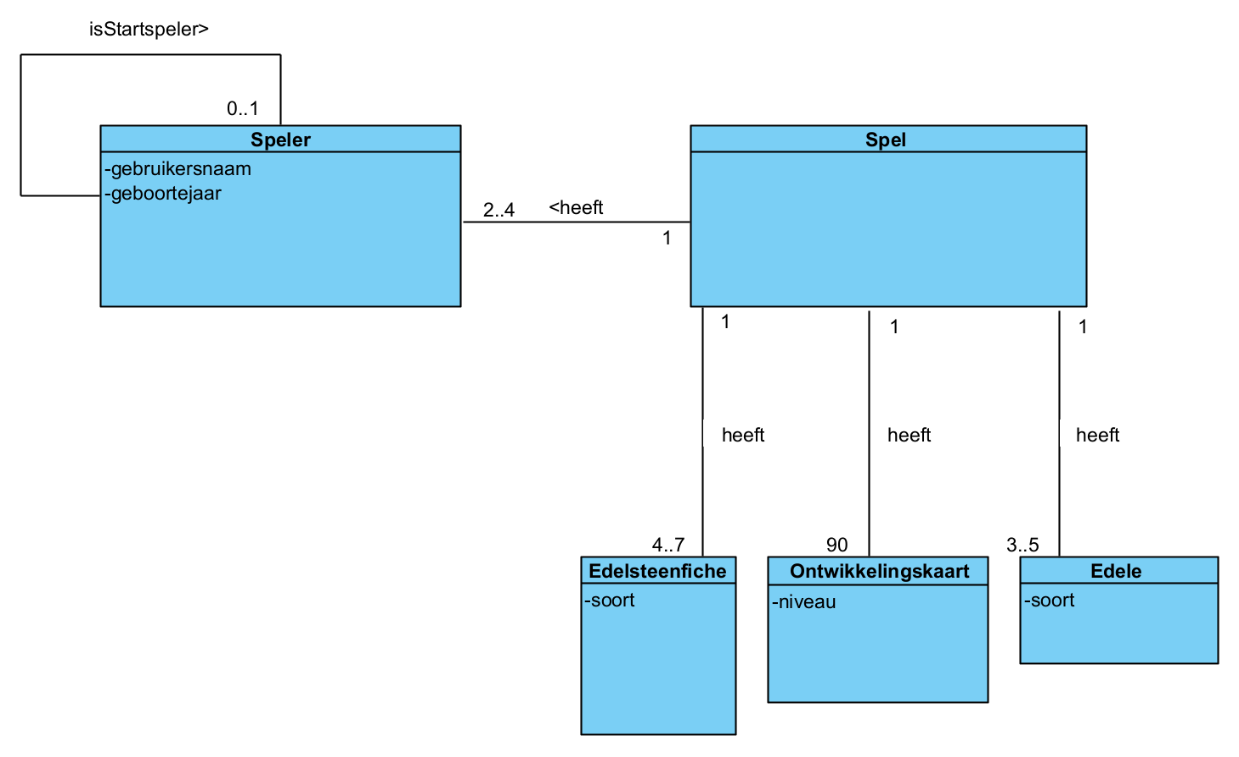 isStartspeler>
0..1
Speler
-gebruikersnaam
-geboortejaar
2..4
<heeft
1
Spel
1
1
1
heeft
heeft
heeft
4..7
90
3..5
Edelsteenfiche
-soort
Ontwikkelingskaart
-niveau
Edele
-soort